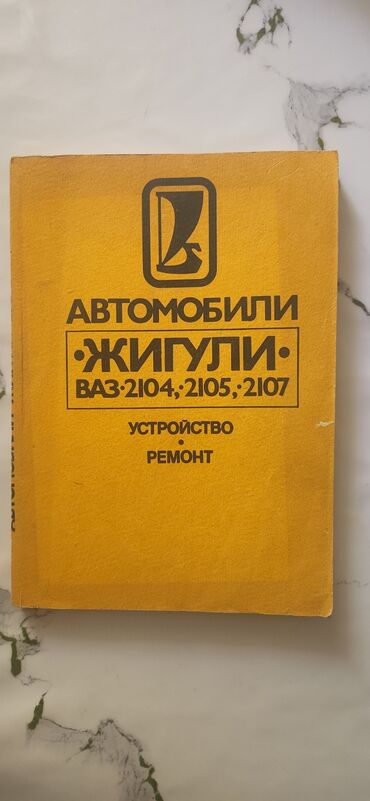 АВТОМОБИЛИ
•ЖИГУЛИ•
ВАЗ•2104,•2105,•2107
УСТРОЙСТВО
•
РЕМОНТ